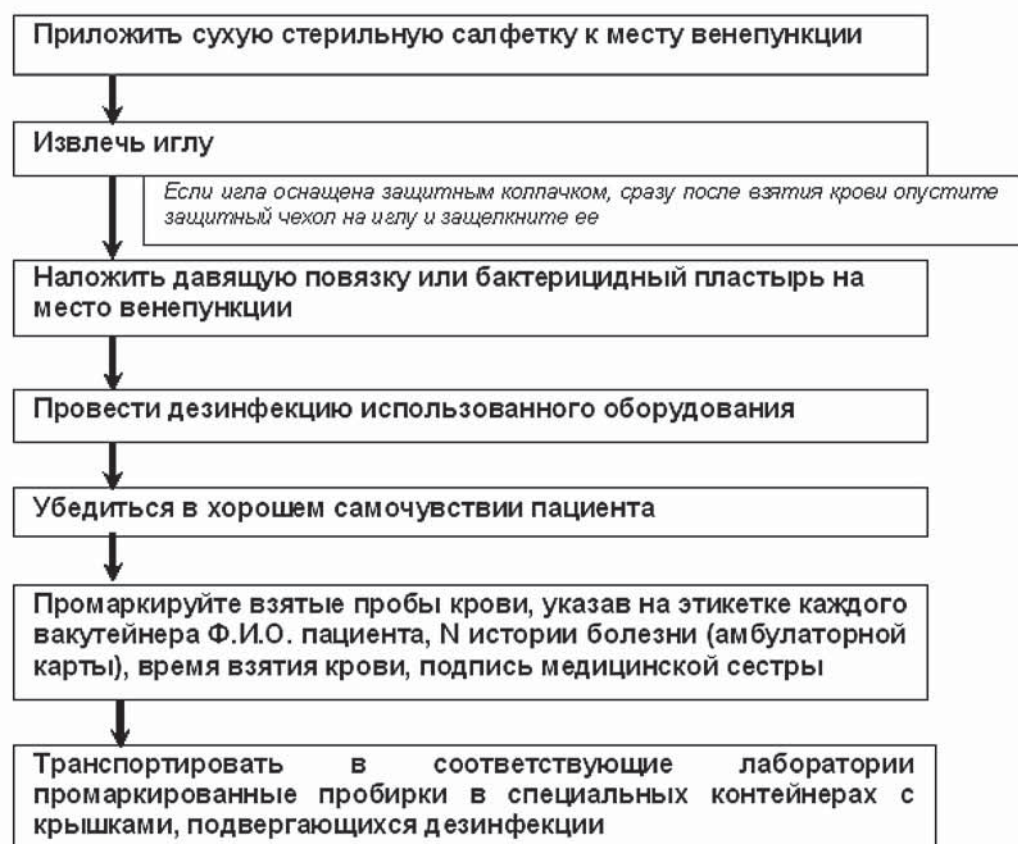 Приложить сухую стерильную салфетку к месту венепункции
Извлечь иглу
Если игла оснащена защитным колпачком, сразу после взятия крови опустите
защитный чехол на иглу и защелкните ее
Наложить давящую повязку или бактерицидный пластырь на
место венепункции
Провести дезинфекцию использованного оборудования
Убедиться в хорошем самочувствии пациента
Промаркируйте взятые пробы крови, указав на этикетке каждого
вакутейнера Ф.И.О. пациента, N истории болезни (амбулаторной
карты), время взятия крови, подпись медицинской сестры
Транспортировать в соответствующие лаборатории
промаркированные пробирки в специальных контейнерах с
крышками, подвергающихся дезинфекции